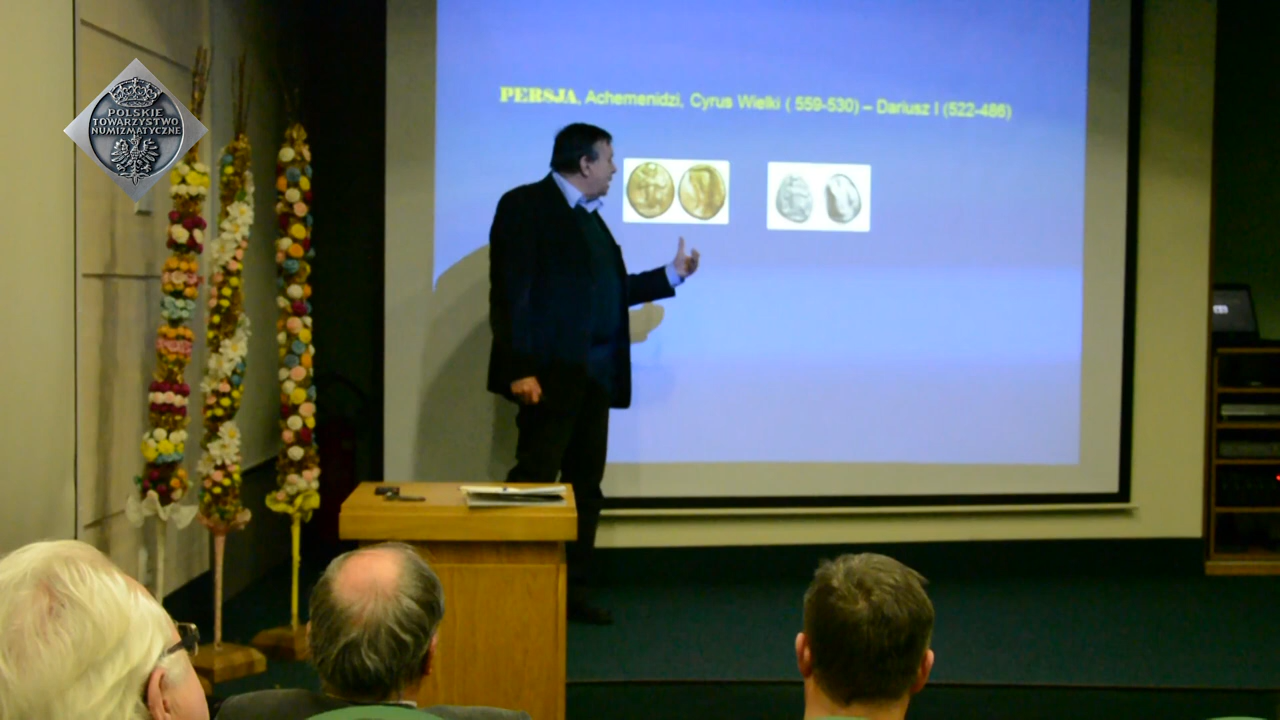 POLSKIE
TOWARZYSTWO
NUMIZMATYCZNE
PERSJA, Achemenidzi, Cyrus Wielki ( 559-530) – Dariusz I (522-486)